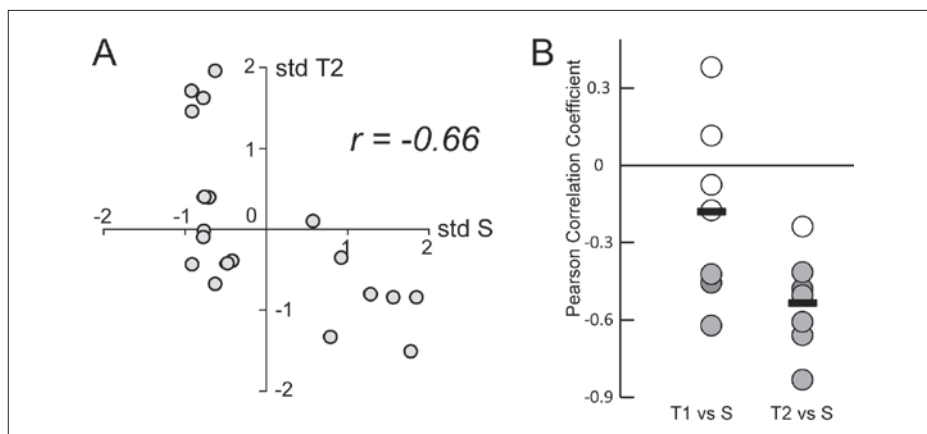 A
2
std T2
1
r = -0.66
-2
-1
0
1
2
std S
-1
-2
B
Pearson Correlation Coefficient
0.3
0
-0.3
-0.6
-0.9
T1 vs S
T2 vs S